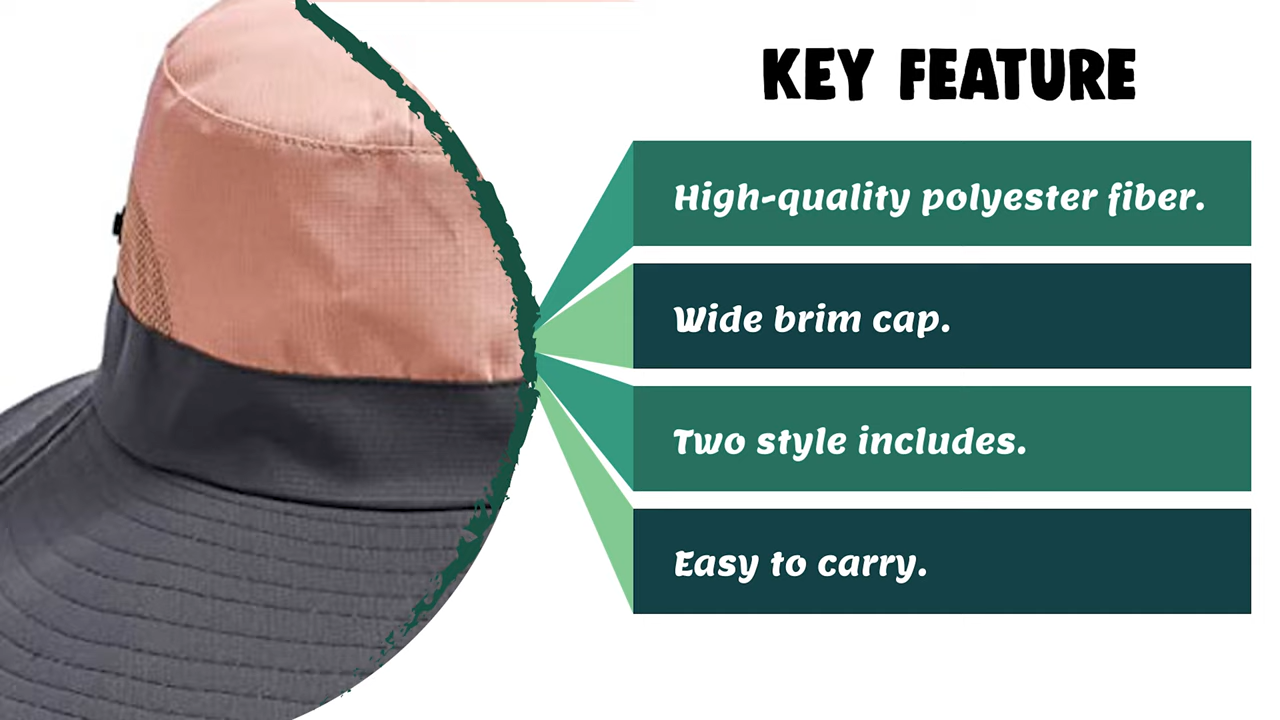 KEY FEATURE
High-quality polyester fiber.
Wide brim cap.
Two style includes.
Easy to carry.